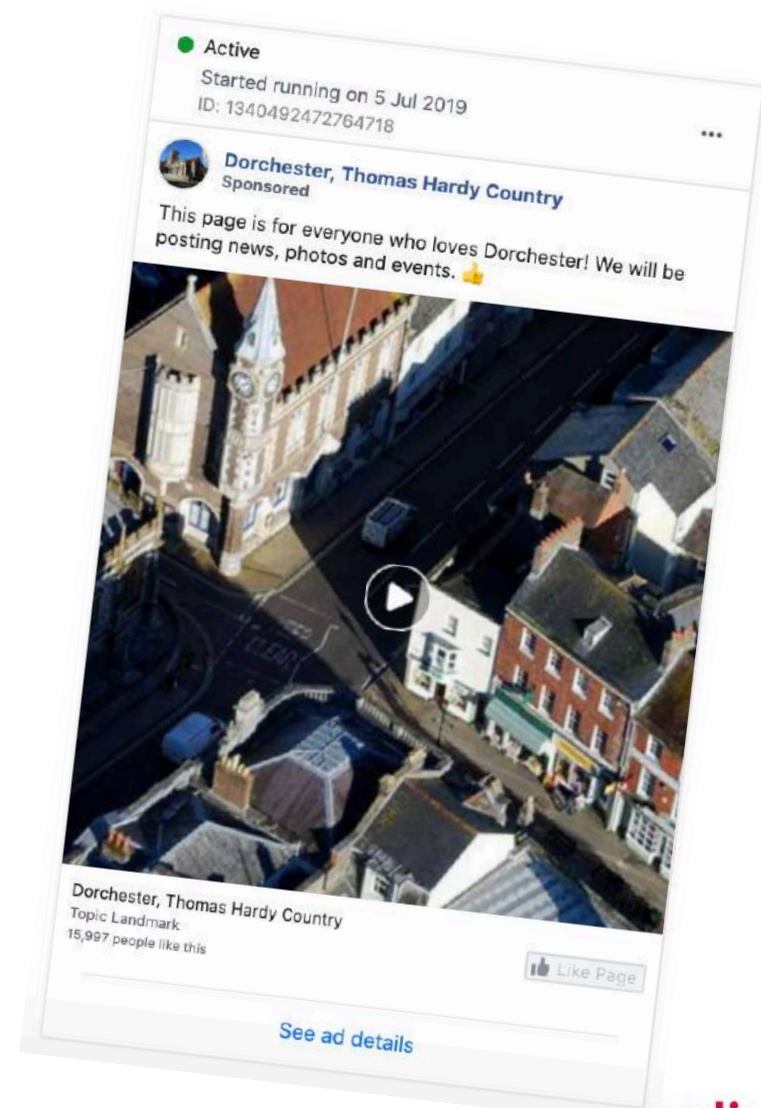 Active
Started running on 5 Jul 2019
ID: 1340492472764718
Dorchester, Thomas Hardy Country
Sponsored
This page is for everyone who loves Dorchester! We will be
posting news, photos and events. 👍
CLEAR
Dorchester, Thomas Hardy Country
Topic Landmark
15,997 people like this
Like Page
See ad details